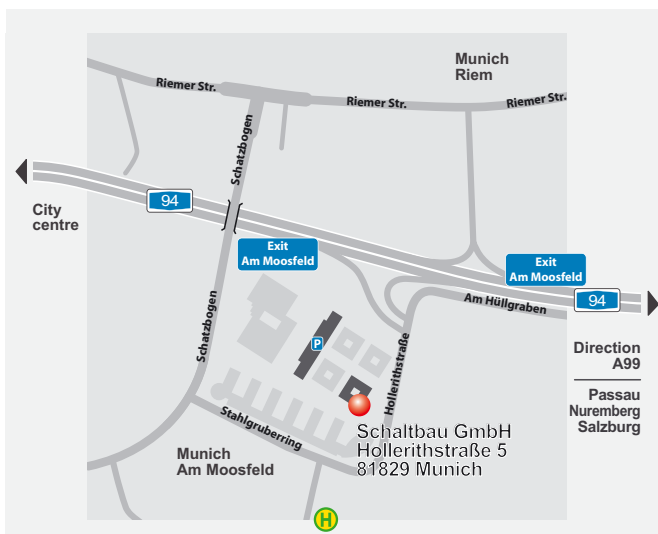 Munich
Riem
Riemer Str.
Riemer Str.
Riemer Str.
Schatzbogen
94
City
centre
Exit
Am Moosfeld
Exit
Am Moosfeld
94
Am Hüllgraben
Schatzbogen
P
Hollerithstraße
Direction
A99
Passau
Nuremberg
Salzburg
Stahlgruberring
Schaltbau GmbH
Hollerithstraße 5
81829 Munich
Munich
Am Moosfeld
H